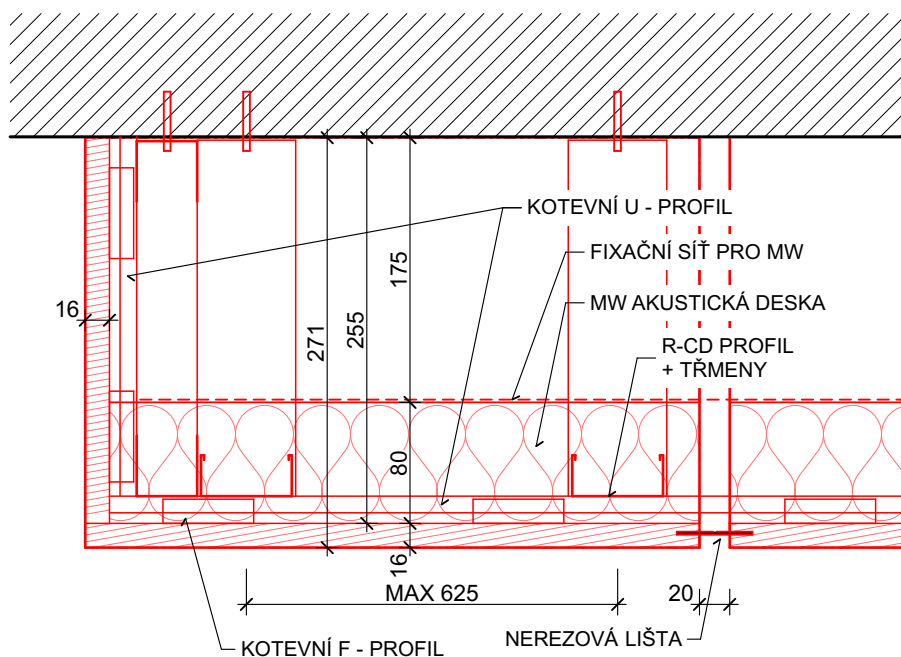 KOTEVNÍ U - PROFIL
175
FIXAČNÍ SÍŤ PRO MW
MW AKUSTICKÁ DESKA
16
271
255
R-CD PROFIL
+ TŘMENY
80
16
MAX 625
20
KOTEVNÍ F - PROFIL
NEREZOVÁ LIŠTA